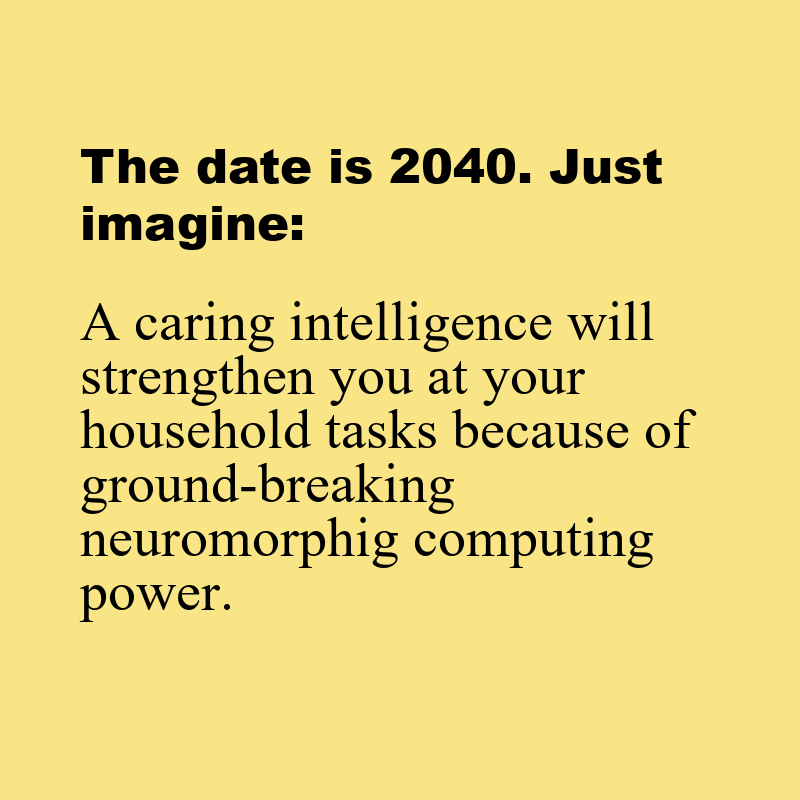 The date is 2040. Just
imagine:
A caring intelligence will
strengthen you at your
household tasks because of
ground-breaking
neuromorphig computing
power.